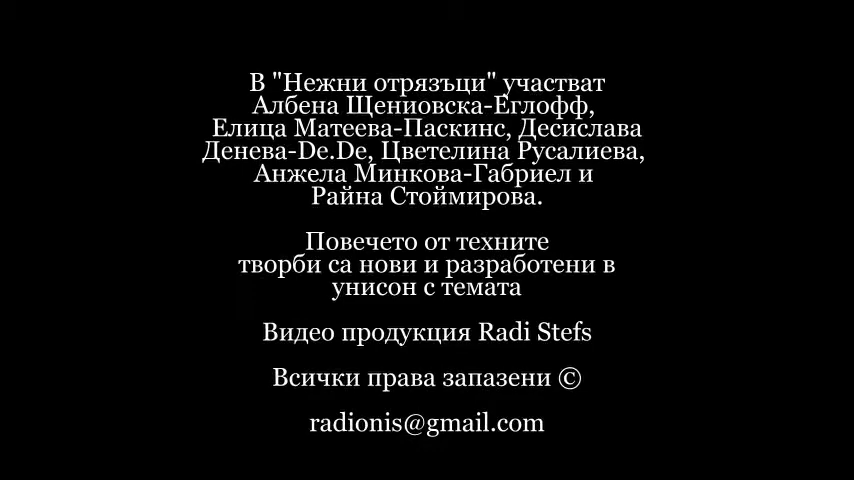 В "Нежни отрязъци" участват
Албена Щениовска-Еглофф,
Елица Матеева-Паскинс, Десислава
Денева-De.De, Цветелина Русалиева,
Анжела Минкова-Габриел и
Райна Стоймирова.
Повечето от техните
творби са нови и разработени в
унисон с темата
Видео продукция Radi Stefs
Всички права запазени ©
radionis@gmail.com